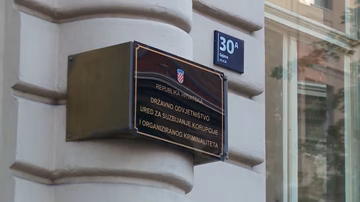 30A
REPUBLIKA HRVATSKA
DRŽAVNO ODVJETNIŠTVO
URED ZA SUZBIJANJE KORUPCIJE
I ORGANIZIRANOG KRIMINALITETA